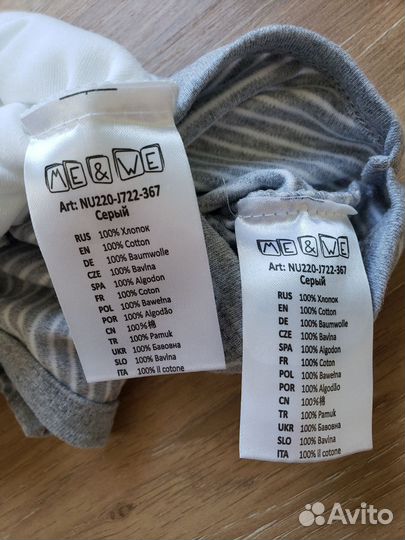 ME&WE
Art: NU220-J722-367
Серый
RUS 100% Хлопок
EN 100% Cotton
DE 100% Baumwolle
CZE 100% Bavlna
SPA 100% Algodon
FR 100% Coton
POL 100% Bawełna
POR 100% Algodão
CN 100%棉
TR 100% Pamuk
UKR 100% Бавовна
SLO 100% Bavlna
ITA 100% il cotone
ME&WE
Art: NU220-J722-367
Серый
RUS 100% Хлопок
EN 100% Cotton
DE 100% Baumwolle
CZE 100% Bavlna
SPA 100% Algodon
FR 100% Coton
POL 100% Bawełna
POR 100% Algodão
CN 100%棉
TR 100% Pamuk
UKR 100% Бавовна
SLO 100% Bavlna
ITA 100% il cotone
Avito